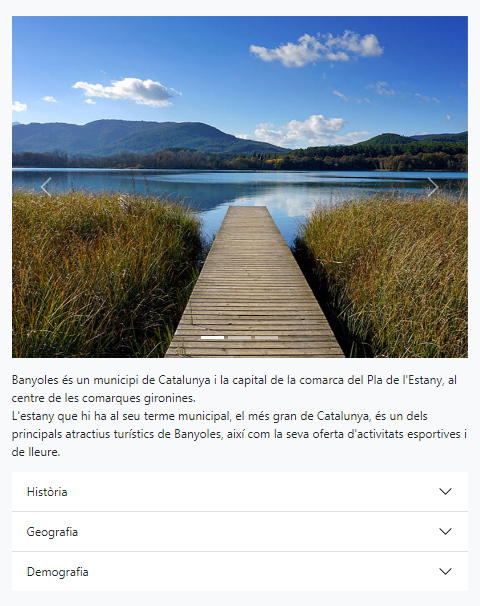 Banyoles és un municipi de Catalunya i la capital de la comarca del Pla de l'Estany, al
centre de les comarques gironines.
L'estany que hi ha al seu terme municipal, el més gran de Catalunya, és un dels
principals atractius turístics de Banyoles, així com la seva oferta d'activitats esportives i
de lleure.
Història
Geografia
Demografia